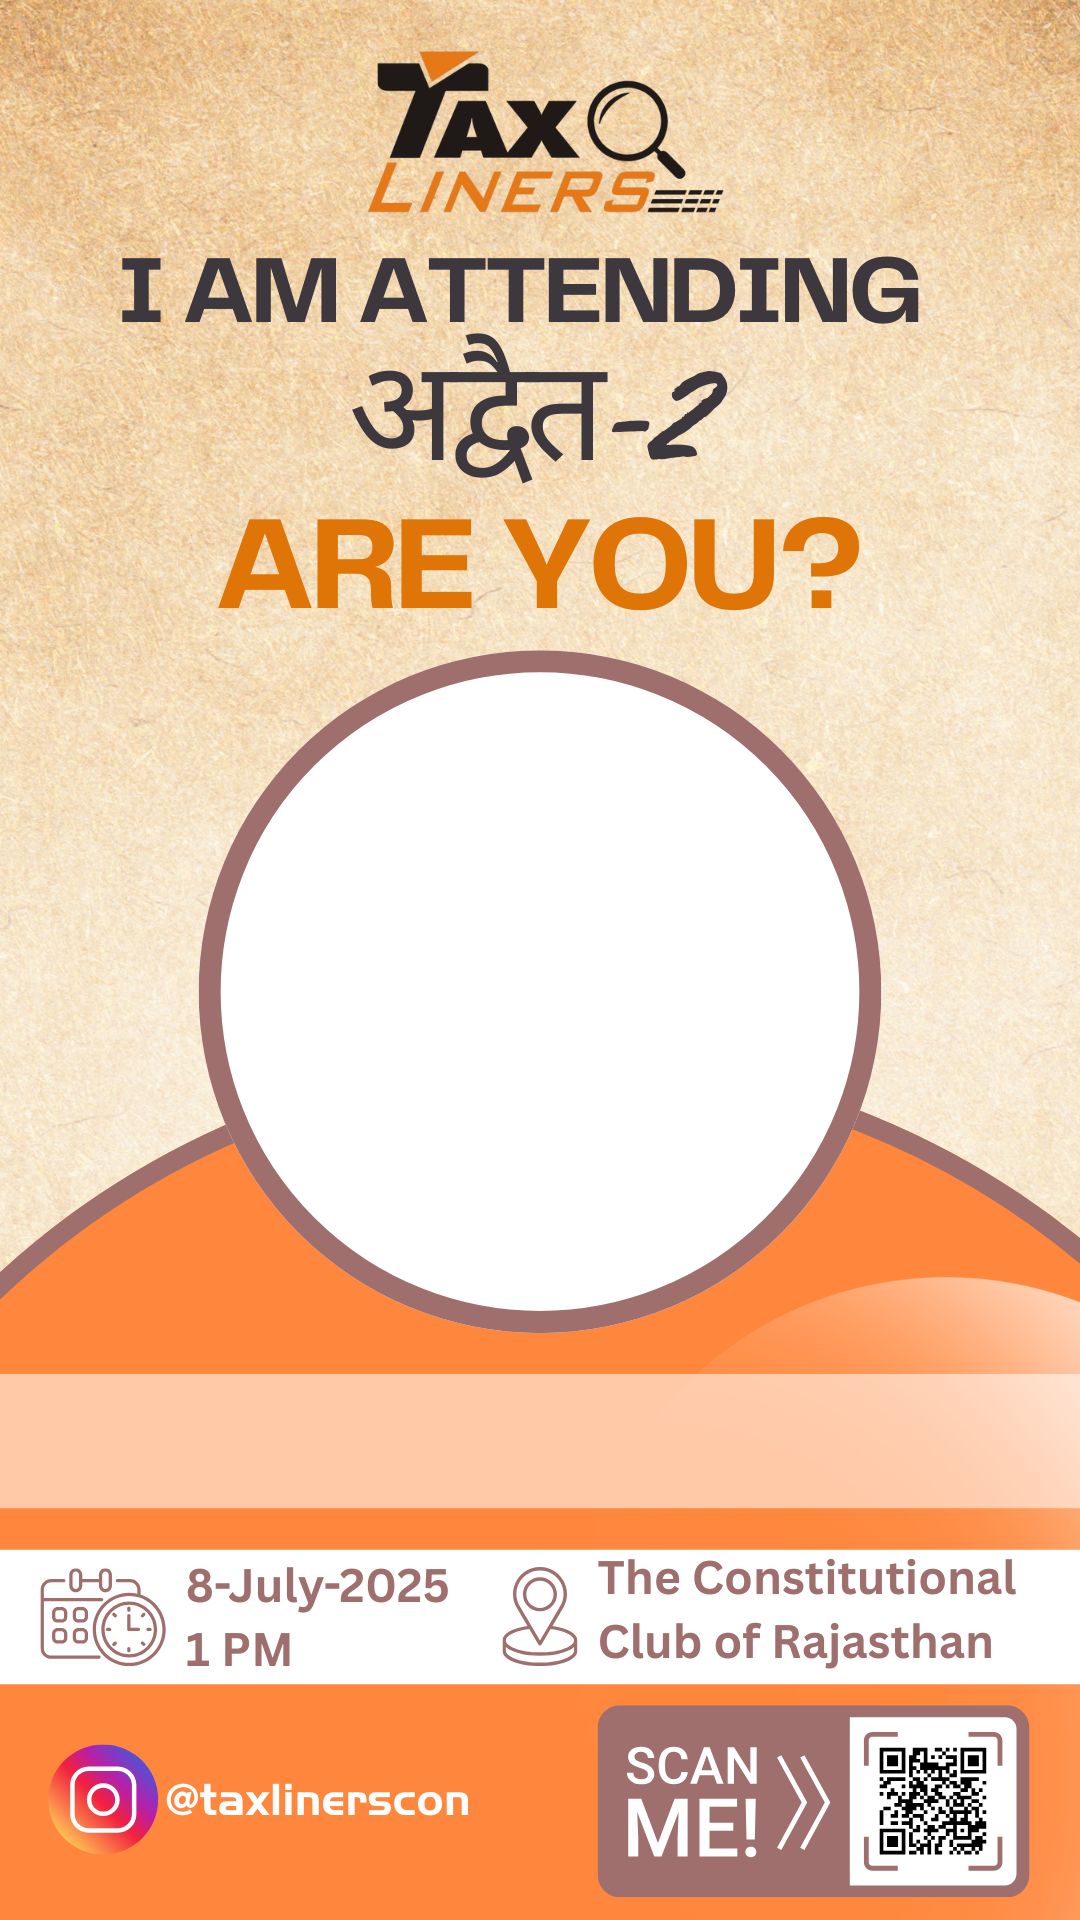 TAX
LINERS
I AM ATTENDING
अद्वैत-2
ARE YOU?
8-July-2025
1 PM
The Constitutional
Club of Rajasthan
@taxlinerscon
SCAN
ME!